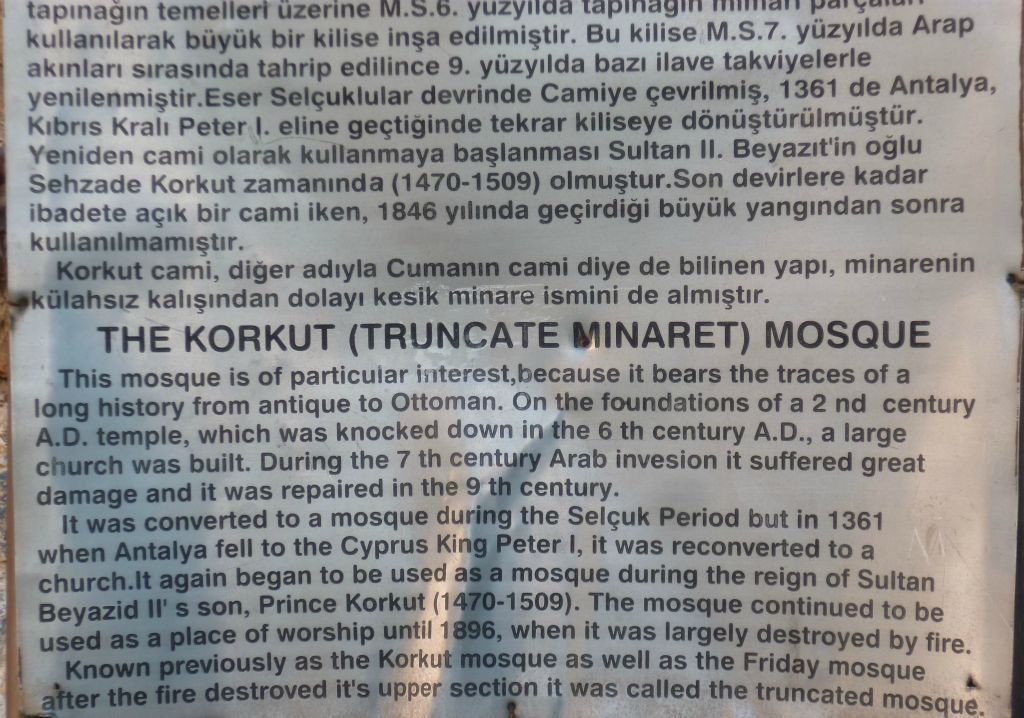 tapınağın temelleri üzerine M.S.6. yüzyılda tapınağın mimari parçaları
kullanılarak büyük bir kilise inşa edilmiştir. Bu kilise M.S.7. yüzyılda Arap
akınları sırasında tahrip edilince 9. yüzyılda bazı ilave takviyelerle
yenilenmiştir.Eser Selçuklular devrinde Camiye çevrilmiş, 1361 de Antalya,
Kıbrıs Kralı Peter I. eline geçtiğinde tekrar kiliseye dönüştürülmüştür.
Yeniden cami olarak kullanmaya başlanması Sultan II. Beyazıt'in oğlu
Sehzade Korkut zamanında (1470-1509) olmuştur.Son devirlere kadar
ibadete açık bir cami iken, 1846 yılında geçirdiği büyük yangından sonra
kullanılmamıştır.
Korkut cami, diğer adıyla Cumanın cami diye de bilinen yapı, minarenin
külahsız kalışından dolayı kesik minare ismini de almıştır.
THE KORKUT (TRUNCATE MINARET) MOSQUE
This mosque is of particular interest,because it bears the traces of a
long history from antique to Ottoman. On the foundations of a 2 nd century
A.D. temple, which was knocked down in the 6 th century A.D., a large
church was built. During the 7 th century Arab invesion it suffered great
damage and it was repaired in the 9 th century.
It was converted to a mosque during the Selçuk Period but in 1361
when Antalya fell to the Cyprus King Peter I, it was reconverted to a
church.It again began to be used as a mosque during the reign of Sultan
Beyazid II' s son, Prince Korkut (1470-1509). The mosque continued to be
used as a place of worship until 1896, when it was largely destroyed by fire.
Known previously as the Korkut mosque as well as the Friday mosque
after the fire destroyed it's upper section it was called the truncated mosque.